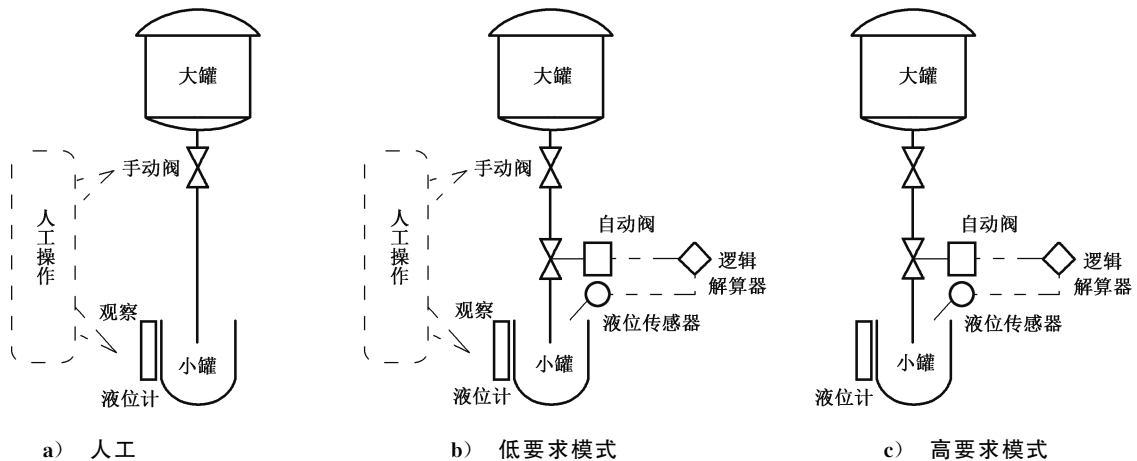 大罐
手动阀
人工操作
观察
小罐
液位计
a） 人工
大罐
手动阀
人工操作
自动阀
逻辑
解算器
液位传感器
观察
小罐
液位计
b） 低要求模式
大罐
自动阀
逻辑
解算器
液位传感器
小罐
液位计
c） 高要求模式